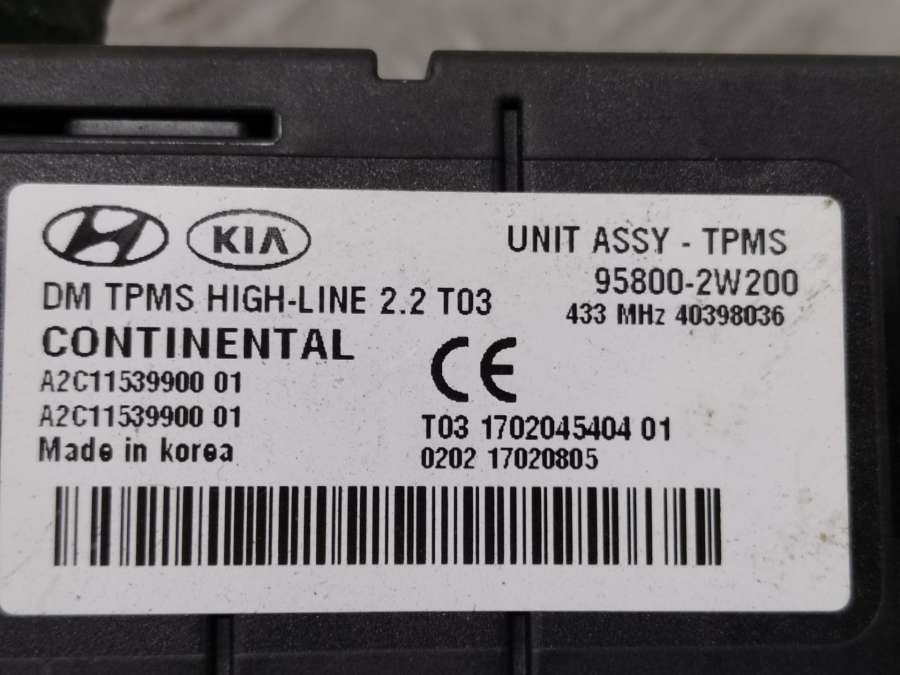 KIA
UNIT ASSY - TPMS
95800-2W200
DM TPMS HIGH-LINE 2.2 T03
433 MHz 40398036
CONTINENTAL
CE
A2C11539900 01
A2C11539900 01
T03 1702045404 01
Made in korea
0202 17020805